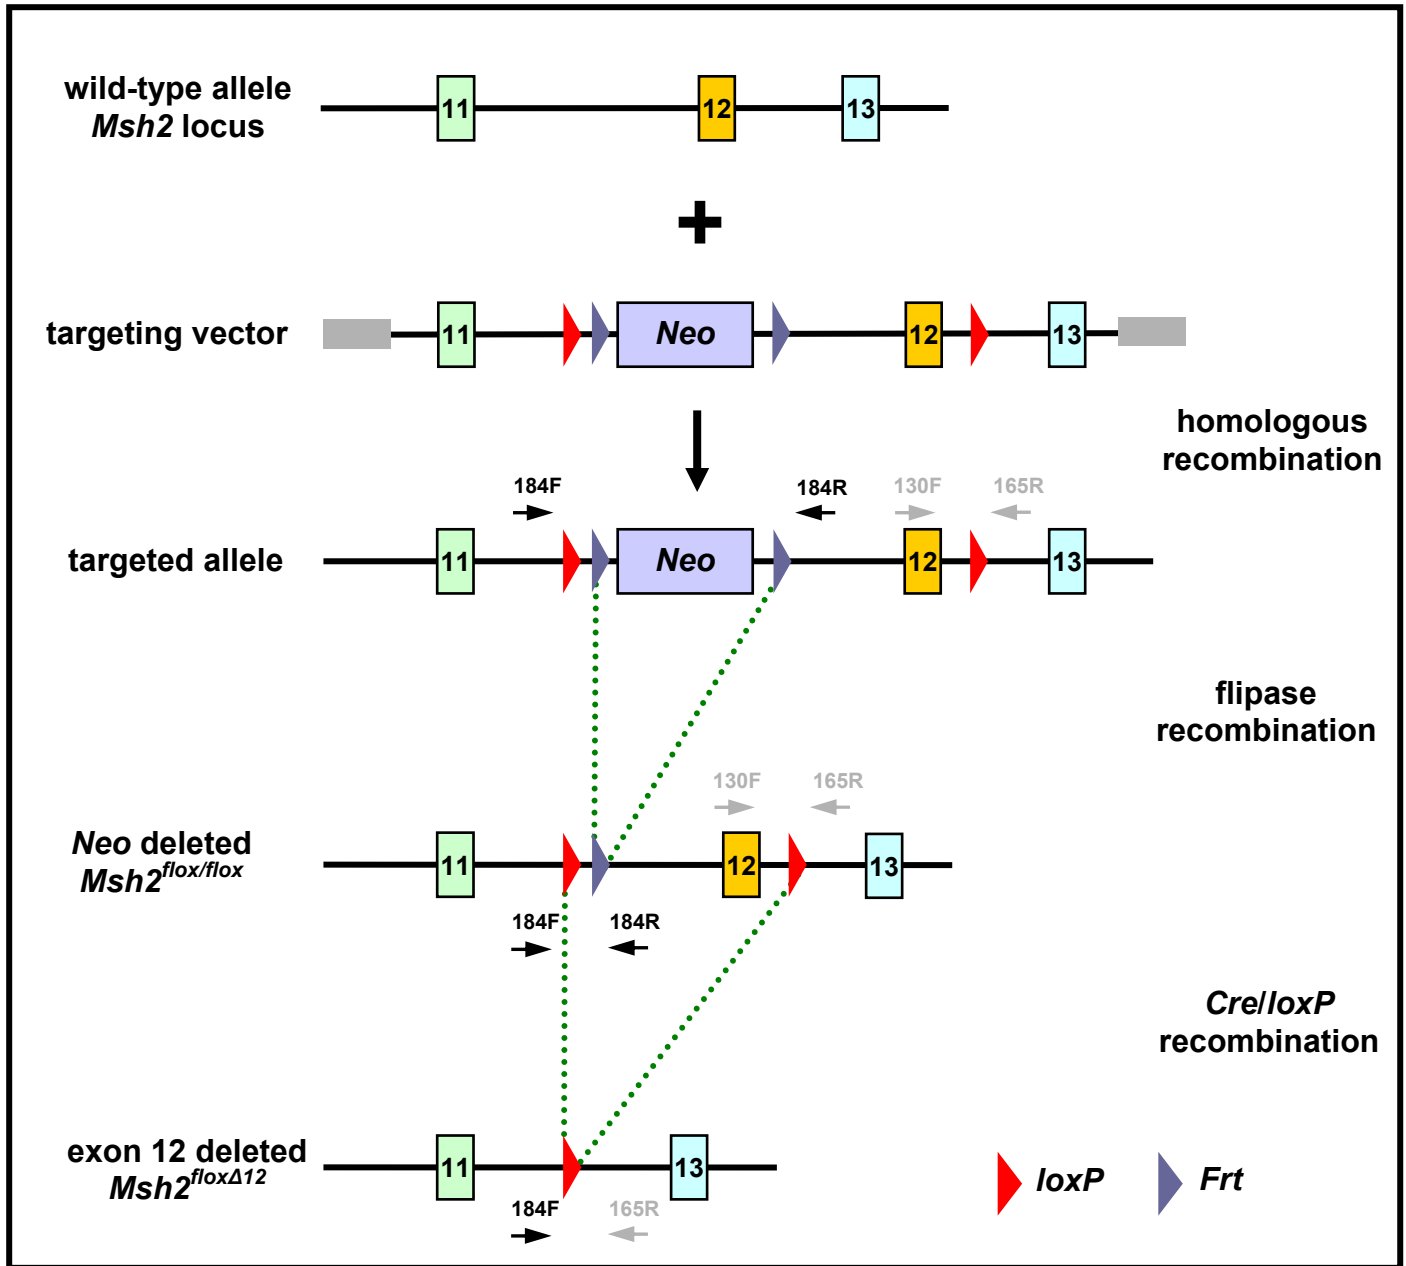 wild-type allele
Msh2 locus
11
12
13
+
targeting vector
11
Neo
12
13
homologous
recombination
184F
184R
130F
165R
targeted allele
11
Neo
12
13
flipase
recombination
130F
165R
Neo deleted
Msh2flox/flox
11
12
13
184F
184R
Cre/loxP
recombination
exon 12 deleted
Msh2floxΔ12
11
13
184F
165R
loxP
Frt